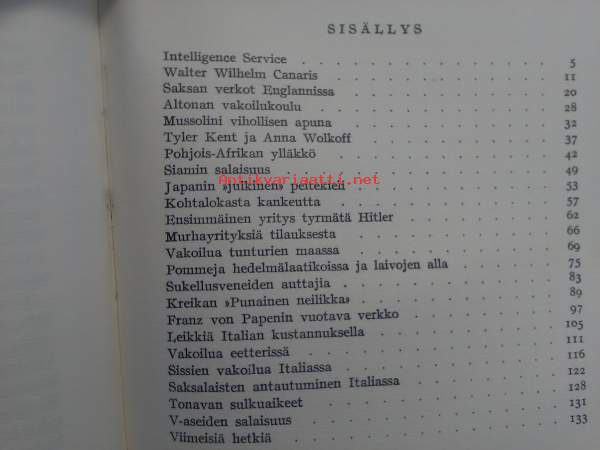 SISÄLLYS
Intelligence Service . . . . . . . . 5
Walter Wilhelm Canaris . . . . . . . . 11
Saksan verkot Englannissa . . . . . . . . 20
Altonan vakoilukoulu . . . . . . . . 28
Mussolini vihollisen apuna . . . . . . . . 32
Tyler Kent ja Anna Wolkoff . . . . . . . . 37
Pohjois-Afrikan ylläkkö . . . . . . . . 42
Siamin salaisuus . . . . . . . . 49
Antikvariaatti.net
Japanin »julkinen» peitekieli . . . . . . . . 53
Kohtalokasta kankeutta . . . . . . . . 57
Ensimmäinen yritys tyrmätä Hitler . . . . . . . . 62
Murhayrityksiä tilauksesta . . . . . . . . 66
Vakoilua tunturien maassa . . . . . . . . 69
Pommeja hedelmälaatikoissa ja laivojen alla . . . . . . . . 75
Sukellusveneiden auttajia . . . . . . . . 83
Kreikan »Punainen neilikka» . . . . . . . . 89
Franz von Papenin vuotava verkko . . . . . . . . 97
Leikkiä Italian kustannuksella . . . . . . . . 105
Vakoilua eetterissä . . . . . . . . 111
Sissien vakoilua Italiassa . . . . . . . . 116
Saksalaisten antautuminen Italiassa . . . . . . . . 122
Tonavan sulkuaikeet . . . . . . . . 128
V-aseiden salaisuus . . . . . . . . 131
Viimeisiä hetkiä . . . . . . . . 133